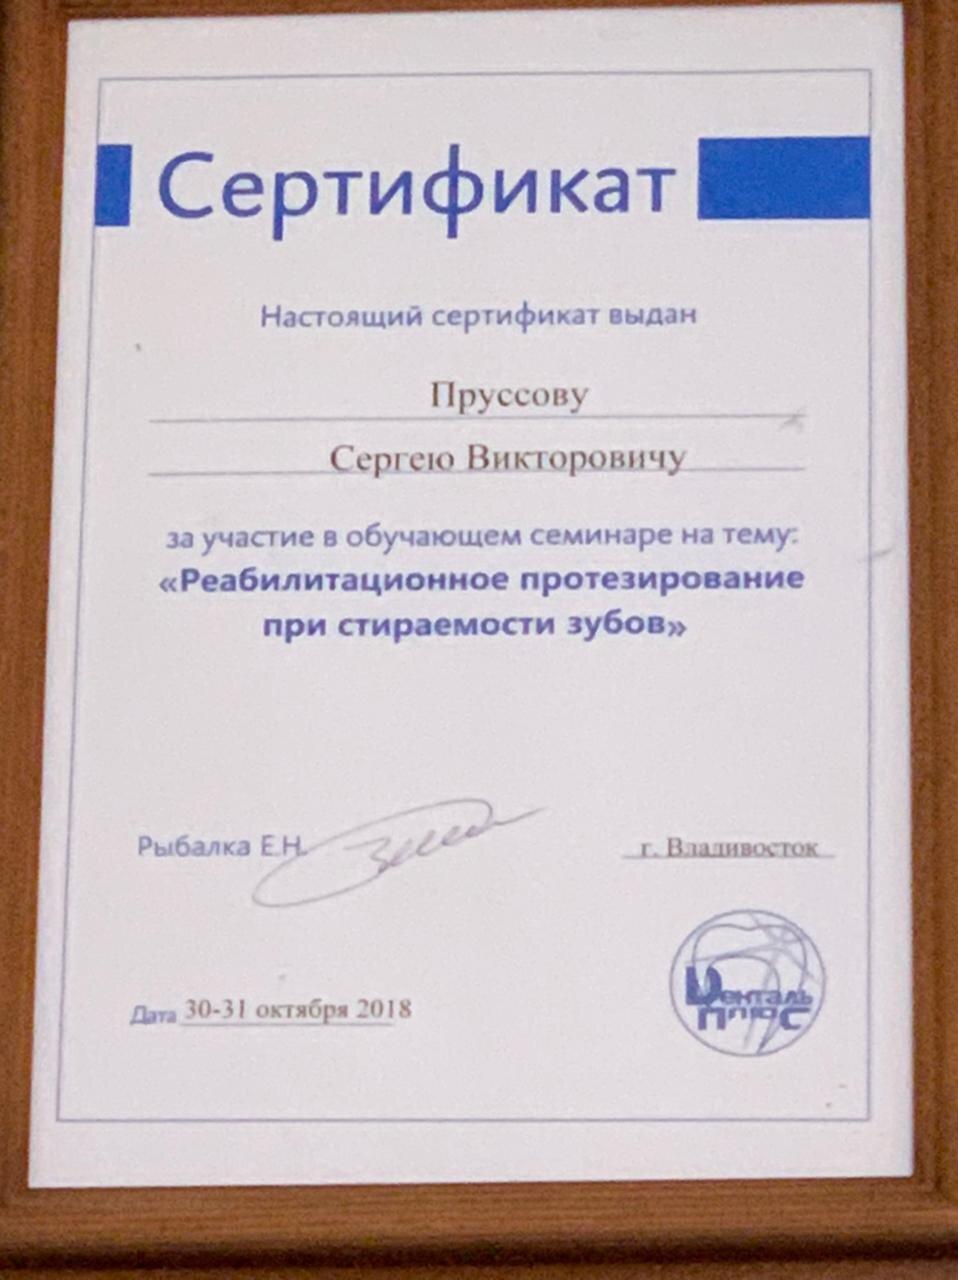 Сертификат
Настоящий сертификат выдан
Пруссову
Сергею Викторовичу
за участие в обучающем семинаре на тему:
«Реабилитационное протезирование
при стираемости зубов»
Рыбалка Е.Н.
г. Владивосток
Дата 30-31 октября 2018
Денталь
Плюс